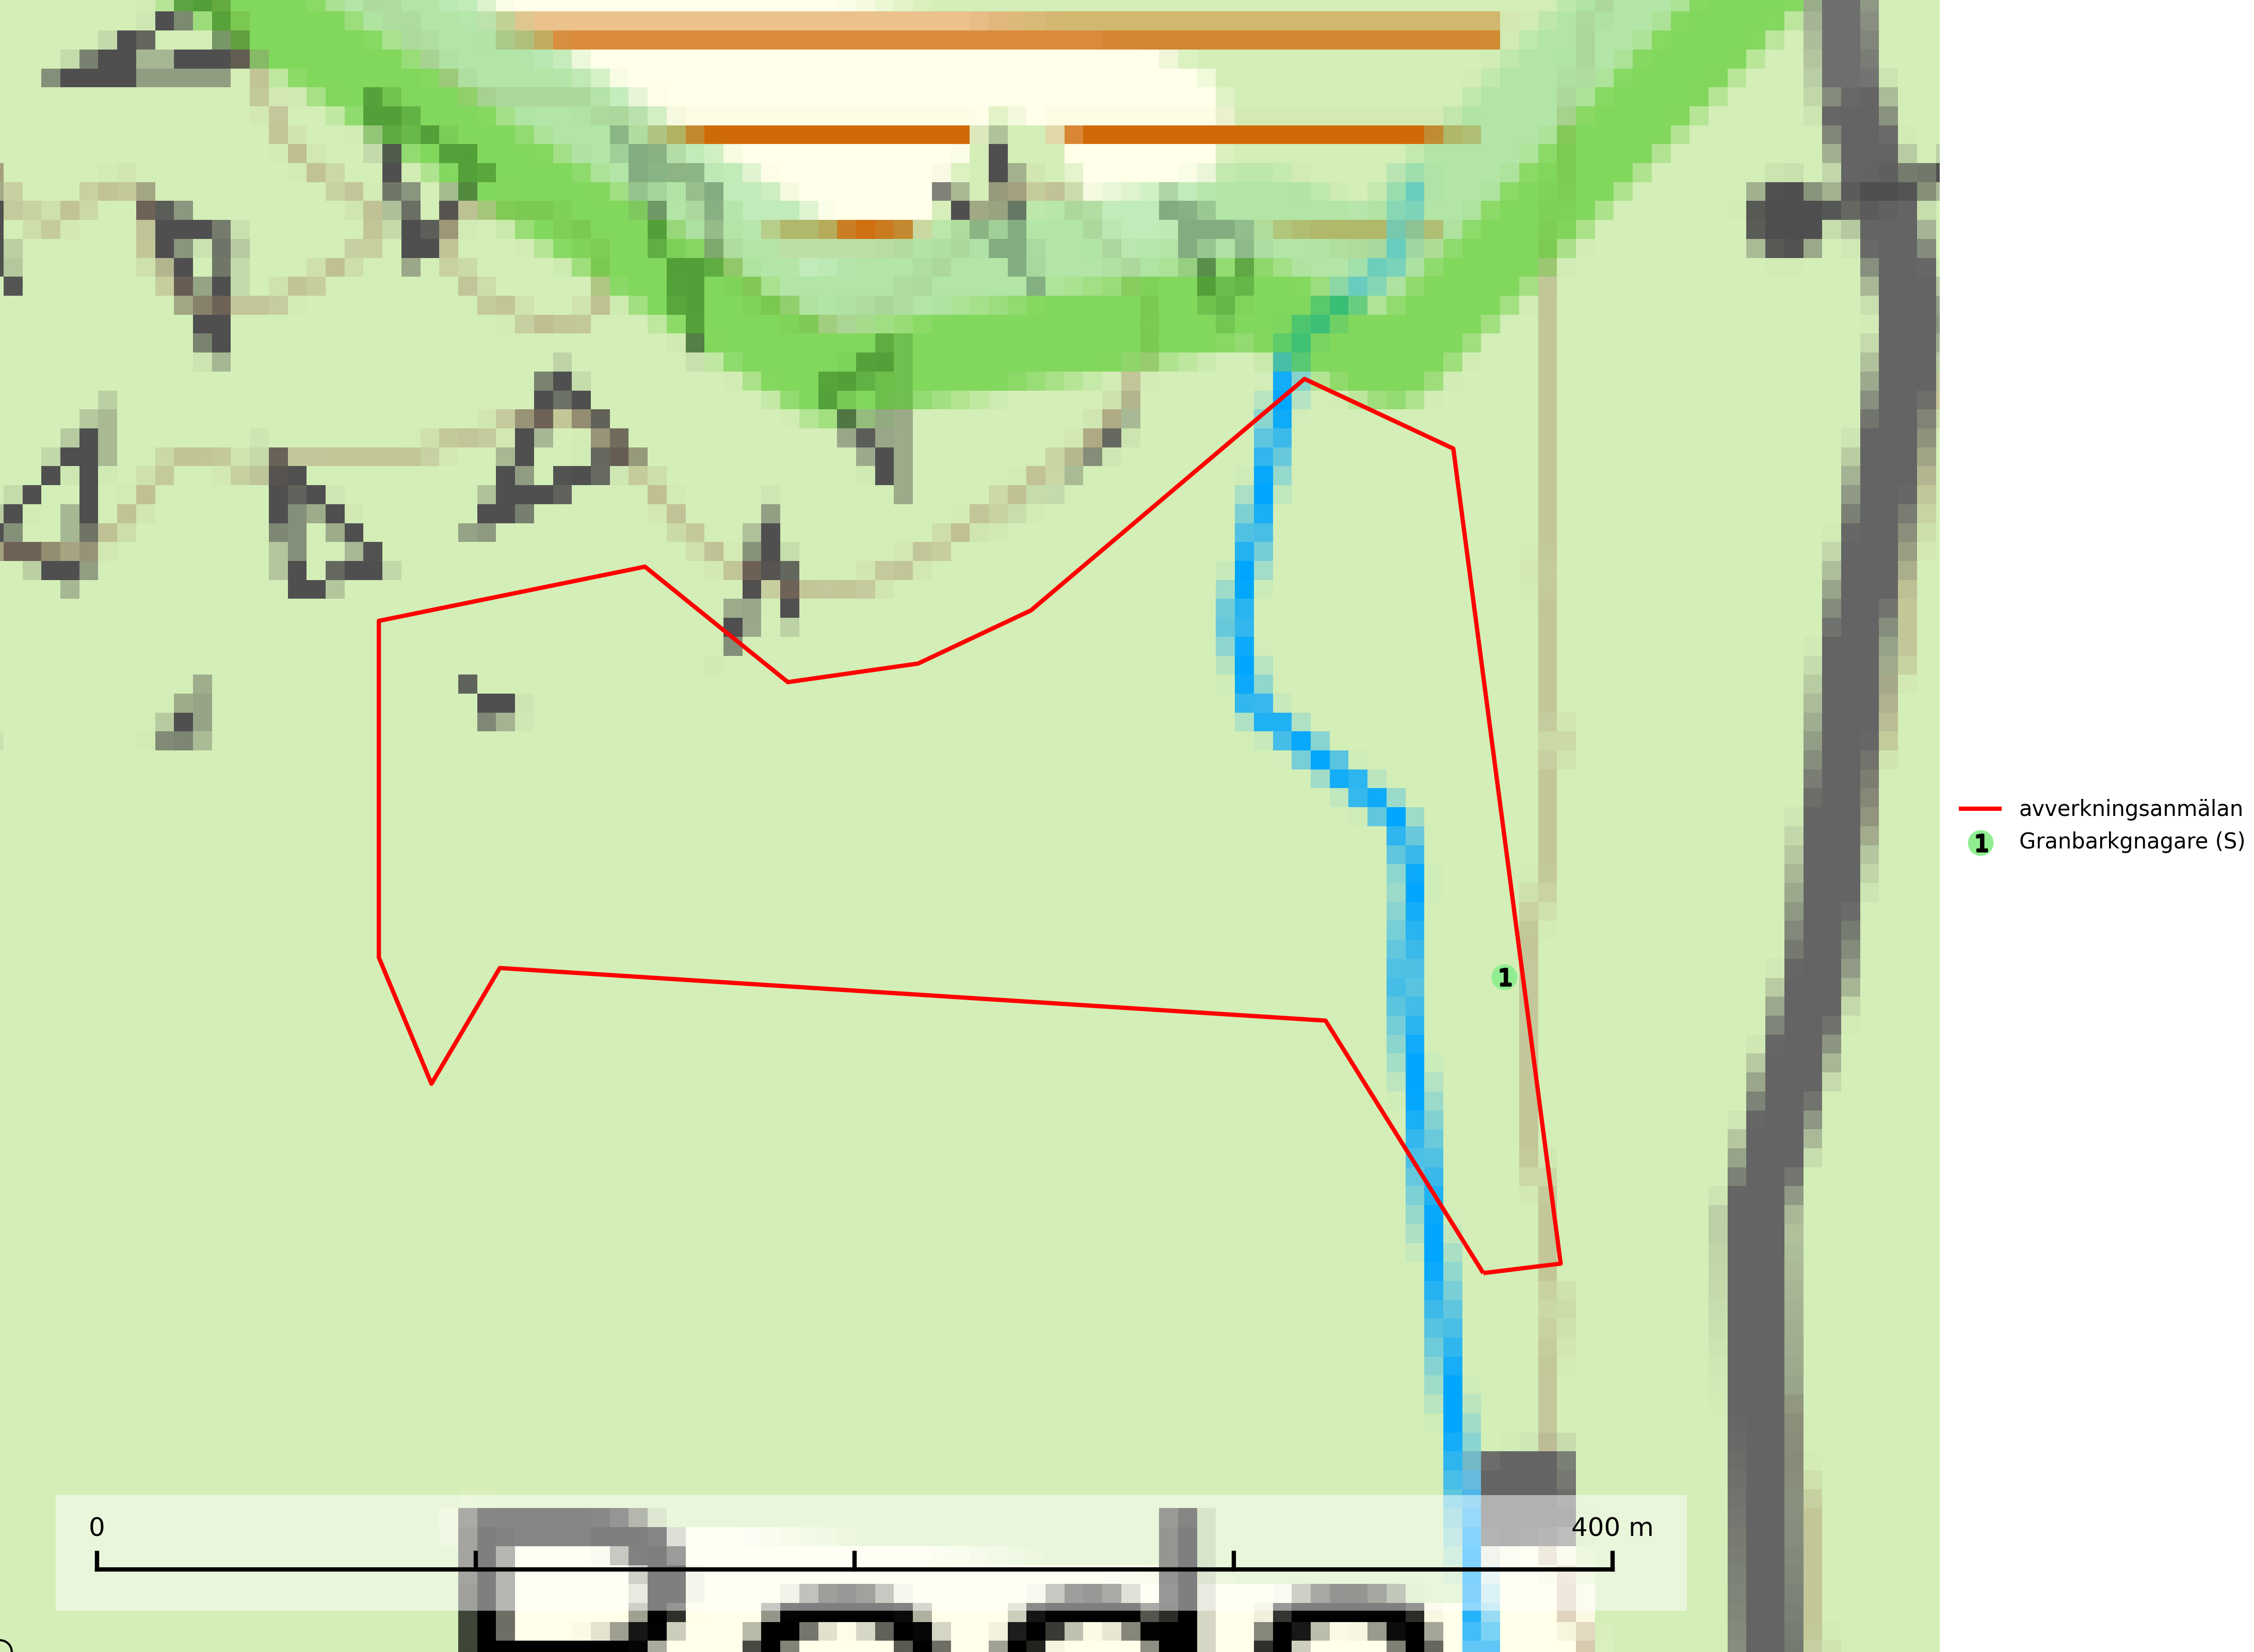 avverkningsanmälan
1 Granbarkgnagare (S)
1
0 400 m